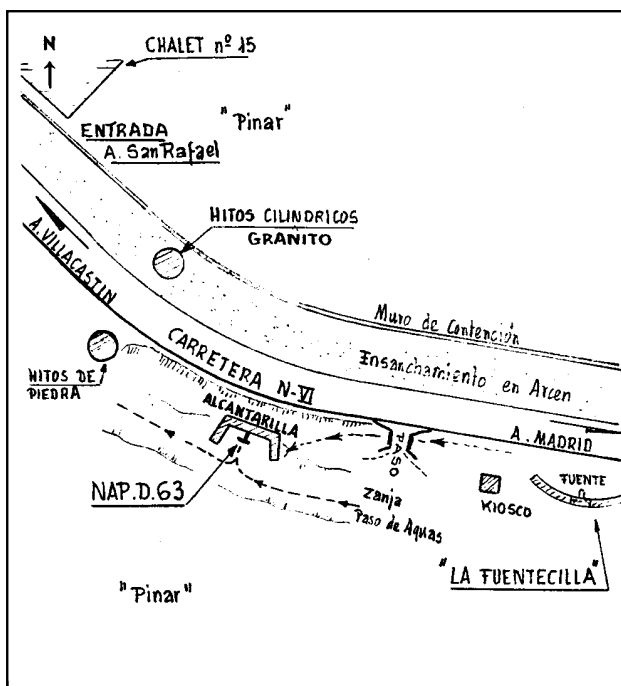 N
CHALET nº 15
"Pinar"
ENTRADA
A. San Rafael
HITOS CILINDRICOS
GRANITO
A. VILLACASTIN
Muro de Contención
HITOS DE
PIEDRA
CARRETERA N-VI
Ensanchamiento en Arcen
ALCANTARILLA
PASO
A. MADRID
NAP.D.63
Zanja
Paso de Aguas
KIOSCO
FUENTE
"LA FUENTECILLA"
"Pinar"